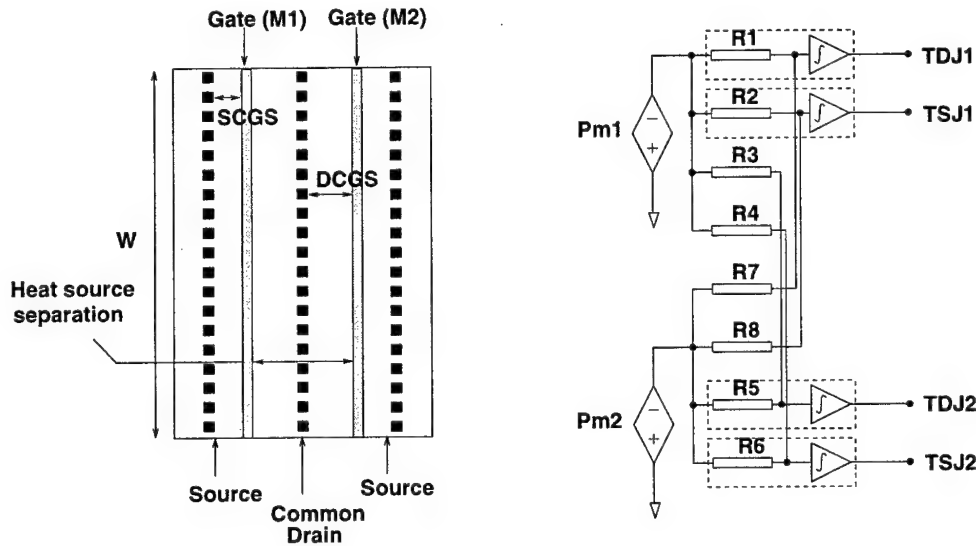 Gate (M1) Gate (M2)
SCGS
DCGS
W
Heat source
separation
Source
Common
Drain
Source
R1
TDJ1
R2
TSJ1
Pm1
R3
R4
R7
R8
R5
TDJ2
Pm2
R6
TSJ2